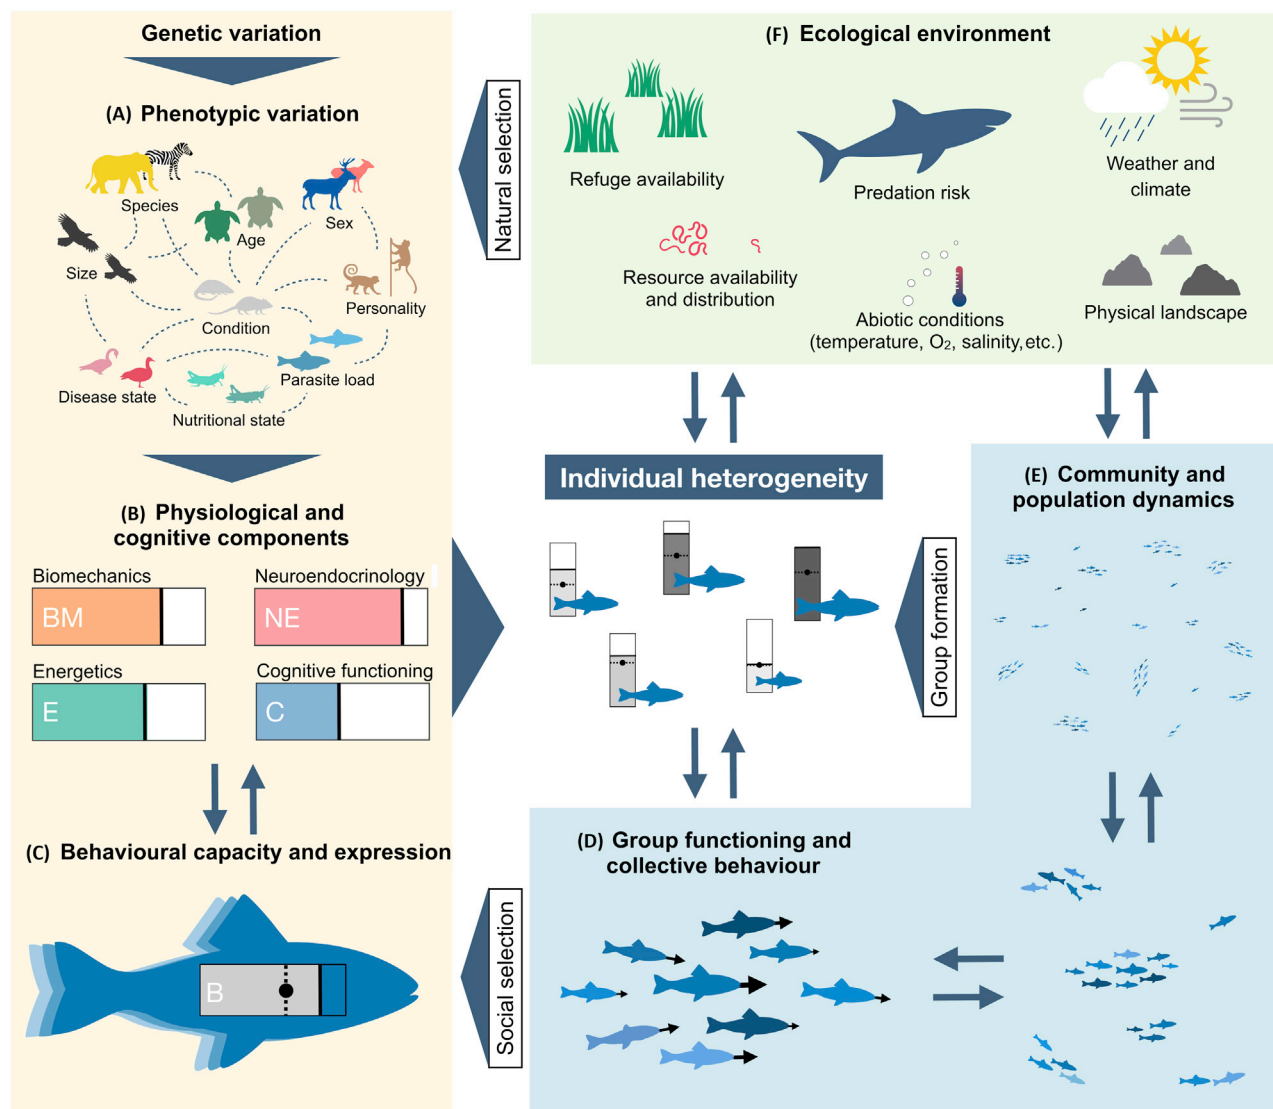 Genetic variation
(A) Phenotypic variation
Species
Age
Sex
Size
Condition
Personality
Disease state
Parasite load
Nutritional state
(B) Physiological and
cognitive components
Biomechanics
BM
Neuroendocrinology
NE
Energetics
E
Cognitive functioning
C
(C) Behavioural capacity and expression
B
Natural selection
(F) Ecological environment
Refuge availability
Predation risk
Weather and
climate
Resource availability
and distribution
Abiotic conditions
(temperature, O₂, salinity, etc.)
Physical landscape
Individual heterogeneity
Group formation
(E) Community and
population dynamics
(D) Group functioning and
collective behaviour
Social selection